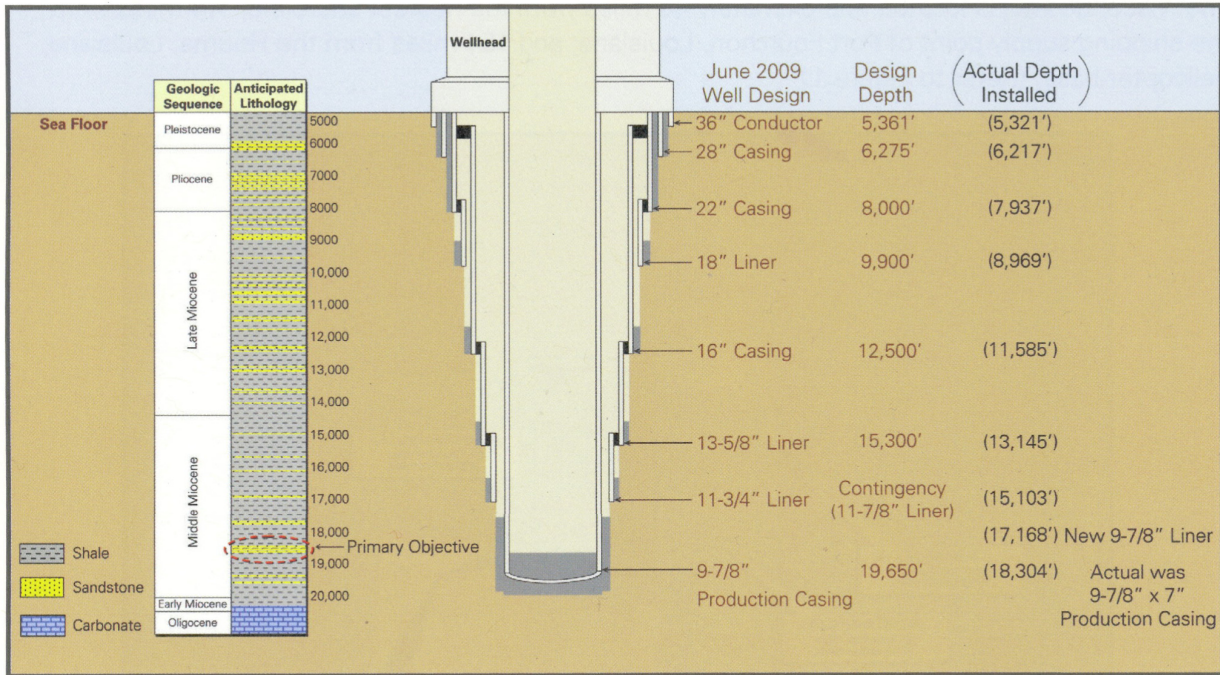 Wellhead
June 2009
Well Design
Design
Depth
(Actual Depth
Installed)
Geologic
Sequence
Anticipated
Lithology
Sea Floor
Pleistocene
Pliocene
Late Miocene
Middle Miocene
Early Miocene
Oligocene
5000
6000
7000
8000
9000
10,000
11,000
12,000
13,000
14,000
15,000
16,000
17,000
18,000
19,000
20,000
36" Conductor 5,361' (5,321')
28" Casing 6,275' (6,217')
22" Casing 8,000' (7,937')
18" Liner 9,900' (8,969')
16" Casing 12,500' (11,585')
13-5/8" Liner 15,300' (13,145')
11-3/4" Liner Contingency (15,103')
(11-7/8" Liner)
(17,168') New 9-7/8" Liner
Primary Objective
9-7/8" 19,650' (18,304') Actual was
Production Casing 9-7/8" x 7"
Production Casing
Shale
Sandstone
Carbonate